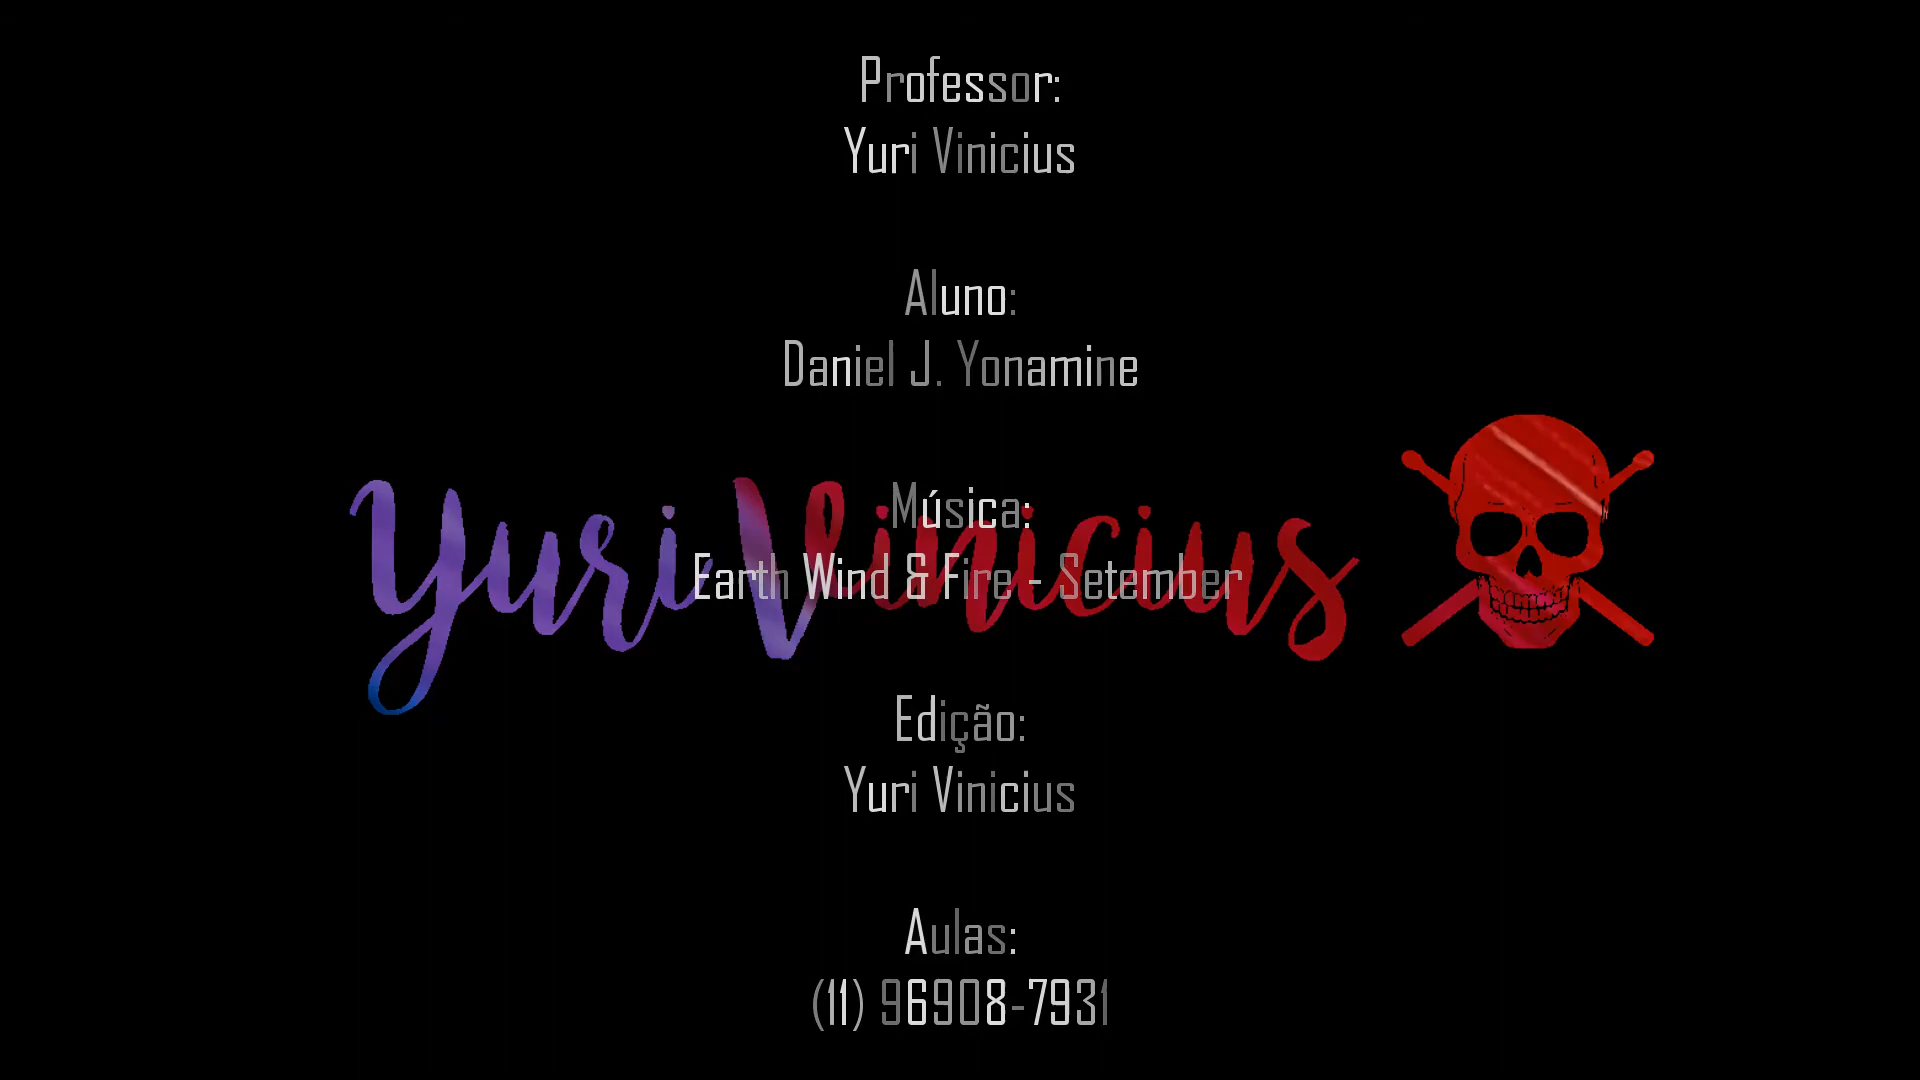 Professor:
Yuri Vinicius
Aluno:
Daniel J. Yonamine
Música:
Yuri Vinicius
Earth Wind & Fire - Setember
Edição:
Yuri Vinicius
Aulas:
(11) 96908-7931